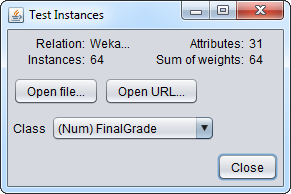 Test Instances
Relation: Weka... Attributes: 31
Instances: 64 Sum of weights: 64
Open file... Open URL...
Class (Num) FinalGrade
Close